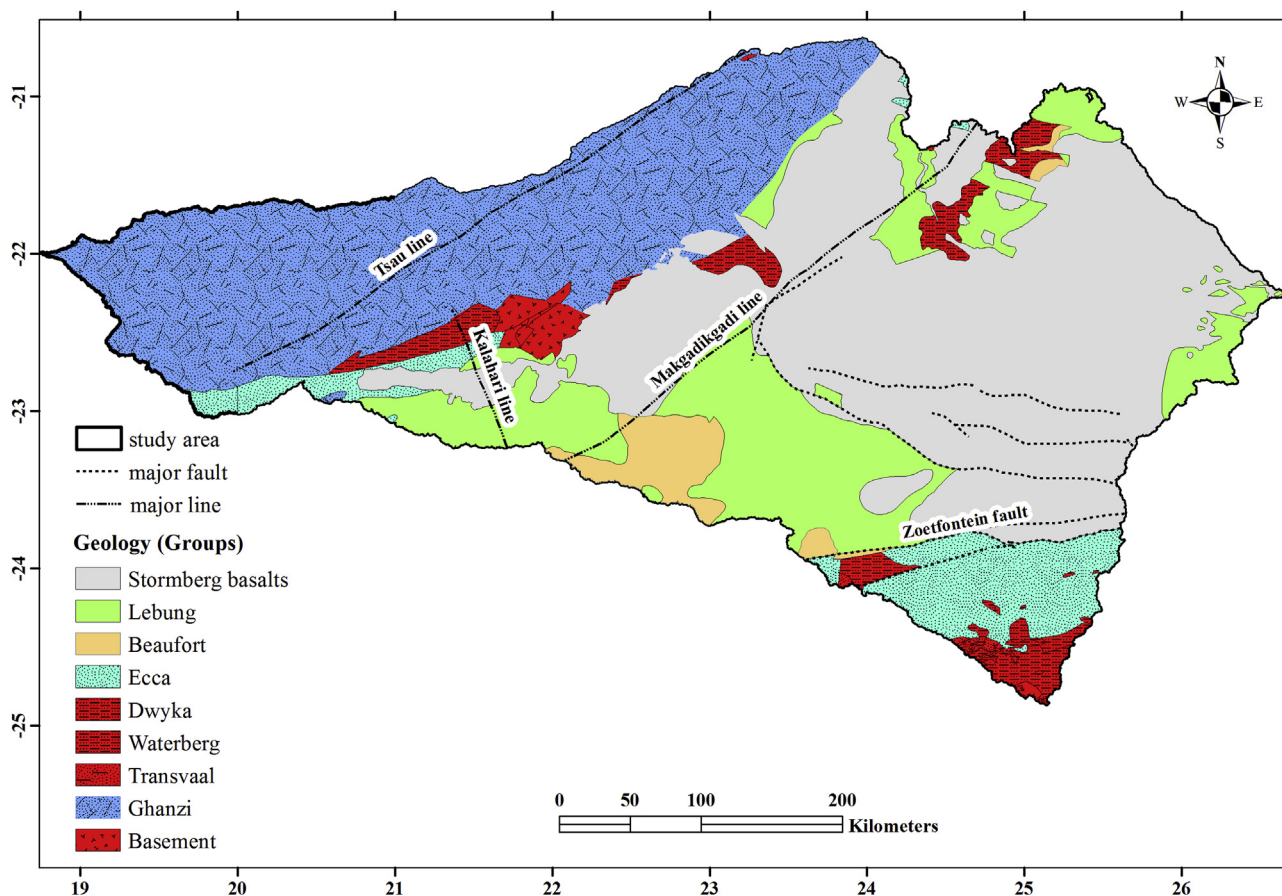 N
W E
S
-21
-22
-23
-24
-25
Tsau line
Kalahari line
Makgadikgadi line
Zoetfontein fault
study area
major fault
major line
Geology (Groups)
Stormberg basalts
Lebung
Beaufort
Ecca
Dwyka
Waterberg
Transvaal
Ghanzi
Basement
0 50 100 200
Kilometers
19 20 21 22 23 24 25 26